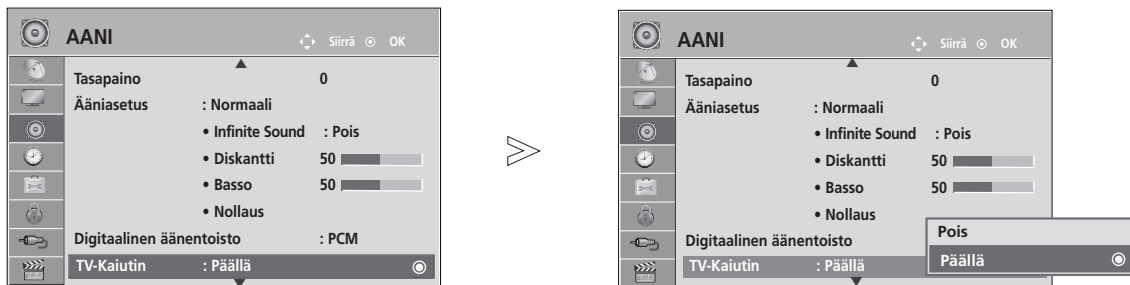 AANI
Siirrä OK
Tasapaino 0
Ääniasetus : Normaali
• Infinite Sound : Pois
• Diskantti 50
• Basso 50
• Nollaus
Digitaalinen äänentoisto : PCM
TV-Kaiutin : Päällä
>
AANI
Siirrä OK
Tasapaino 0
Ääniasetus : Normaali
• Infinite Sound : Pois
• Diskantti 50
• Basso 50
• Nollaus
Digitaalinen äänentoisto
TV-Kaiutin : Päällä
Pois
Päällä